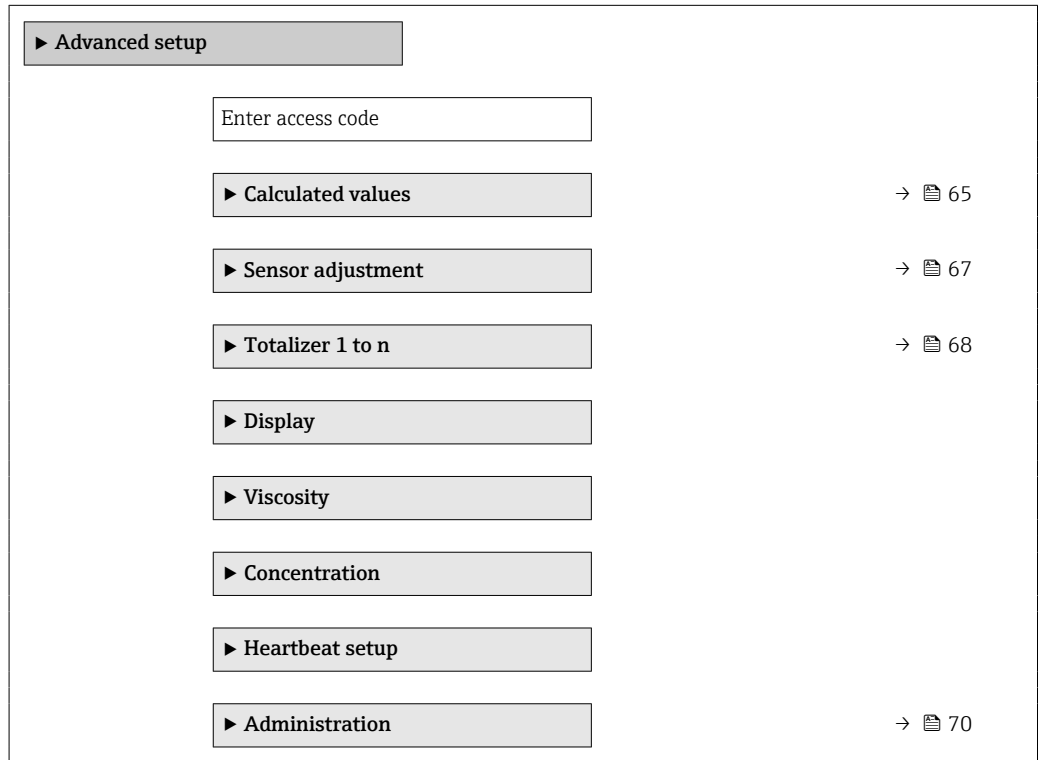 ▶ Advanced setup
Enter access code
▶ Calculated values → 65
▶ Sensor adjustment → 67
▶ Totalizer 1 to n → 68
▶ Display
▶ Viscosity
▶ Concentration
▶ Heartbeat setup
▶ Administration → 70